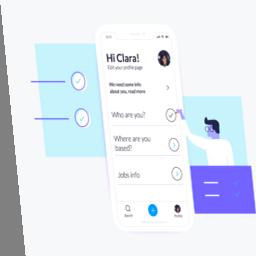 Hi Clara!
Edit your profile page
We need some info
about you, read more
Who are you?
Where are you
based?
Jobs info
Search
Profile